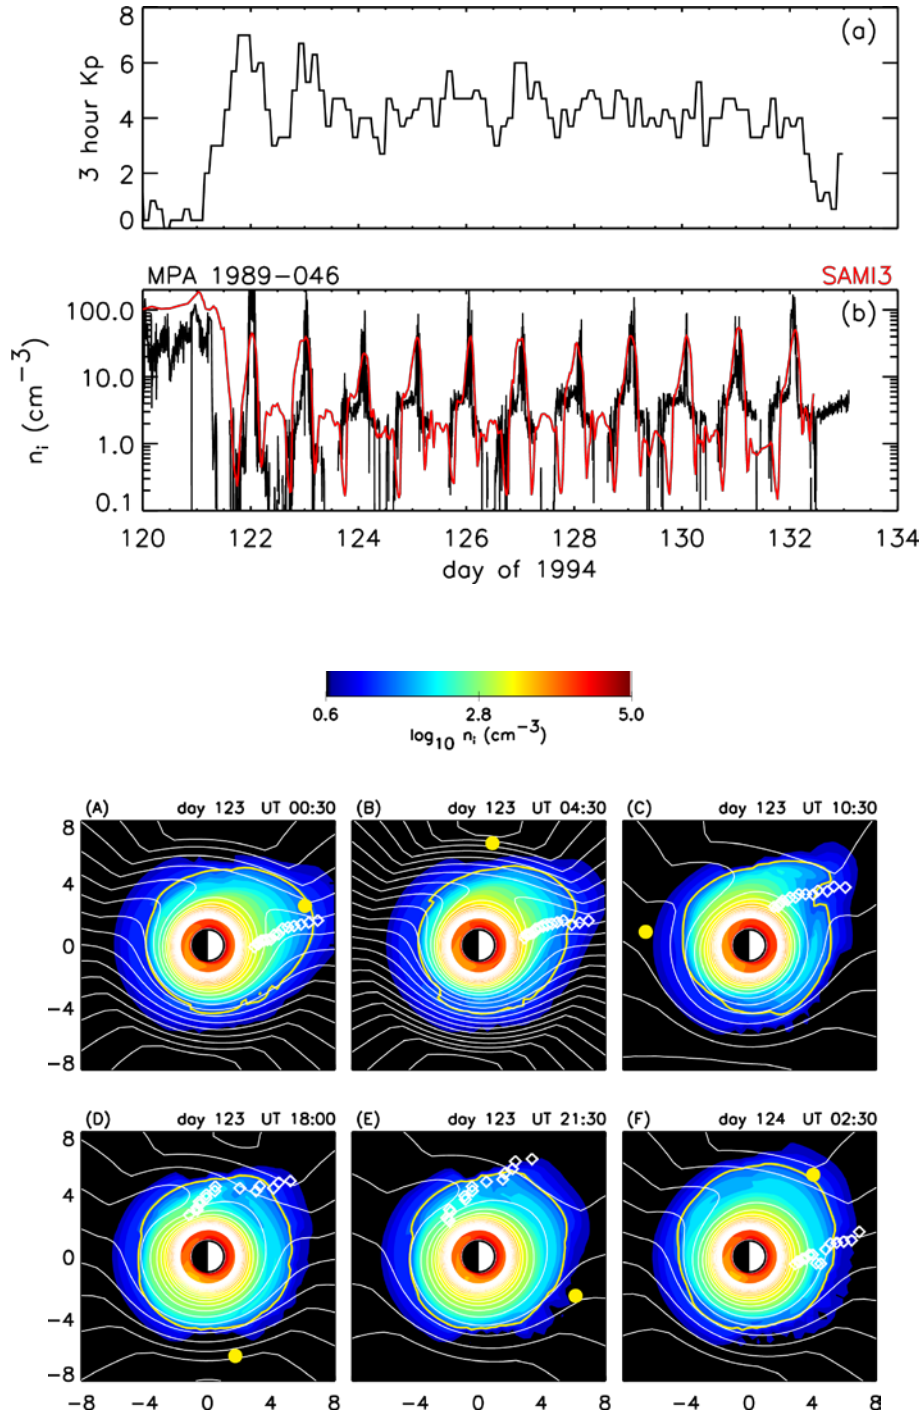 8
6
4
2
0
3 hour Kp
(a)
MPA 1989−046
SAMI3
(b)
100.0
10.0
1.0
0.1
n_i (cm^−3)
120
122
124
126
128
130
132
134
day of 1994
0.6
2.8
5.0
log_10 n_i (cm^−3)
(A) day 123 UT 00:30
(B) day 123 UT 04:30
(C) day 123 UT 10:30
8
4
0
−4
−8
(D) day 123 UT 18:00
(E) day 123 UT 21:30
(F) day 124 UT 02:30
8
4
0
−4
−8
−8 −4 0 4 8
−4 0 4 8
−4 0 4 8